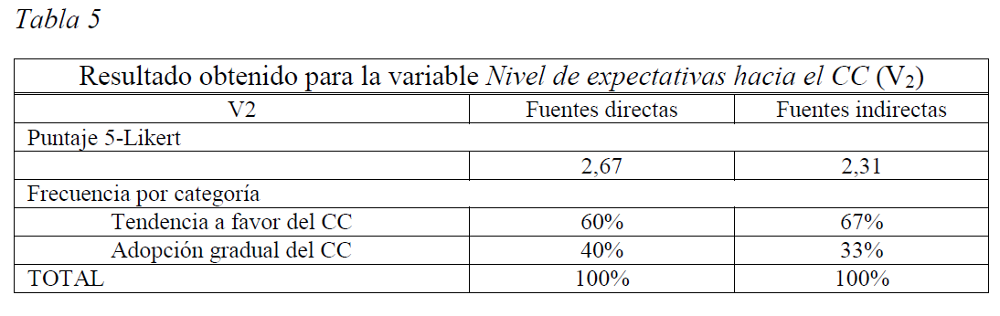 Tabla 5
Resultado obtenido para la variable Nivel de expectativas hacia el CC (V₂)
V2 Fuentes directas Fuentes indirectas
Puntaje 5-Likert
2,67 2,31
Frecuencia por categoría
Tendencia a favor del CC 60% 67%
Adopción gradual del CC 40% 33%
TOTAL 100% 100%